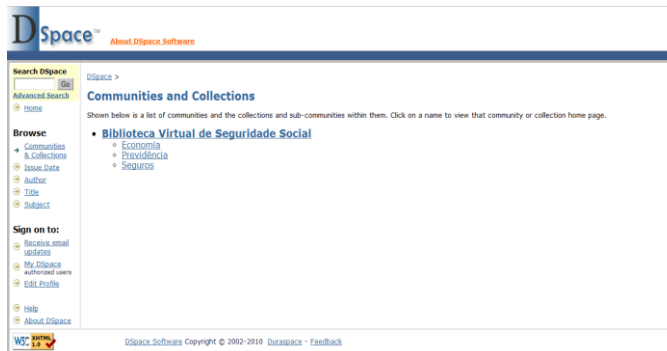 DSpace™
About DSpace Software
Search DSpace
Go
Advanced Search
Home
Browse
Communities
& Collections
Issue Date
Author
Title
Subject
Sign on to:
Receive email
updates
My DSpace
authorized users
Edit Profile
Help
About DSpace
DSpace >
Communities and Collections
Shown below is a list of communities and the collections and sub-communities within them. Click on a name to view that community or collection home page.
Biblioteca Virtual de Seguridade Social
Economia
Previdência
Seguros
W3C XHTML 1.0
DSpace Software Copyright © 2002-2010 Duraspace - Feedback